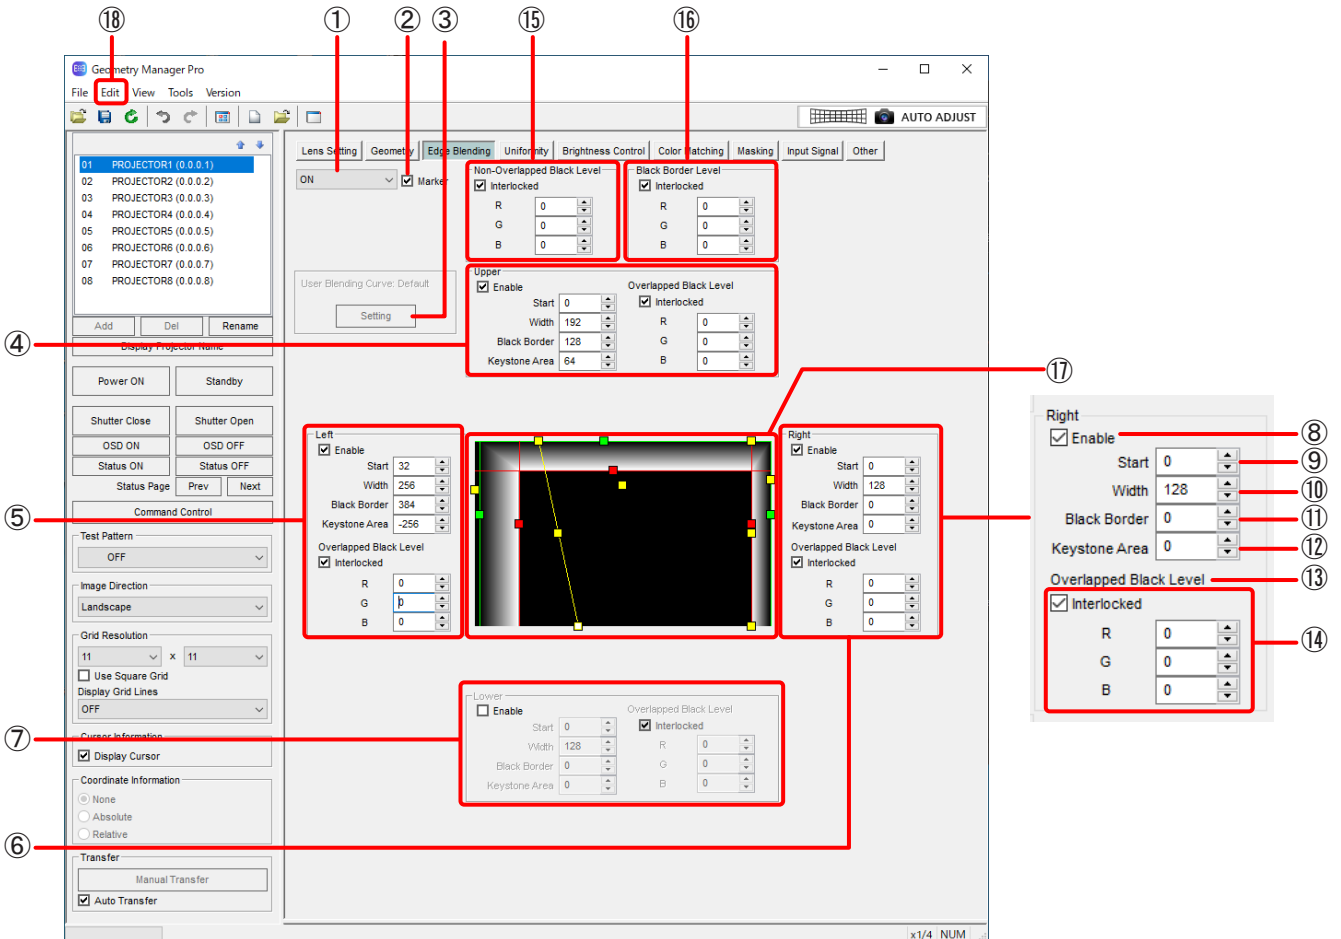 ⑱ ① ② ③ ⑮ ⑯
Geometry Manager Pro
File Edit View Tools Version
AUTO ADJUST
01 PROJECTOR1 (0.0.0.1)
02 PROJECTOR2 (0.0.0.2)
03 PROJECTOR3 (0.0.0.3)
04 PROJECTOR4 (0.0.0.4)
05 PROJECTOR5 (0.0.0.5)
06 PROJECTOR6 (0.0.0.6)
07 PROJECTOR7 (0.0.0.7)
08 PROJECTOR8 (0.0.0.8)
Add Del Rename
Display Projector Name
Power ON Standby
Shutter Close Shutter Open
OSD ON OSD OFF
Status ON Status OFF
Status Page Prev Next
Command Control
Test Pattern
OFF
Image Direction
Landscape
Grid Resolution
11 x 11
Use Square Grid
Display Grid Lines
OFF
Cursor Information
Display Cursor
Coordinate Information
None
Absolute
Relative
Transfer
Manual Transfer
Auto Transfer
Lens Setting Geometry Edge Blending Uniformity Brightness Control Color Matching Masking Input Signal Other
ON Marker
Non-Overlapped Black Level
Interlocked
R 0
G 0
B 0
Black Border Level
Interlocked
R 0
G 0
B 0
User Blending Curve: Default
Setting
④
Upper
Enable
Start 0
Width 192
Black Border 128
Keystone Area 64
Overlapped Black Level
Interlocked
R 0
G 0
B 0
⑰
⑤
Left
Enable
Start 32
Width 256
Black Border 384
Keystone Area -256
Overlapped Black Level
Interlocked
R 0
G 0
B 0
Right
Enable
Start 0
Width 128
Black Border 0
Keystone Area 0
Overlapped Black Level
Interlocked
R 0
G 0
B 0
⑦
Lower
Enable
Start 0
Width 128
Black Border 0
Keystone Area 0
Overlapped Black Level
Interlocked
R 0
G 0
B 0
⑥
x1/4 NUM
Right
Enable ⑧
Start 0 ⑨
Width 128 ⑩
Black Border 0 ⑪
Keystone Area 0 ⑫
Overlapped Black Level ⑬
Interlocked
R 0
G 0 ⑭
B 0